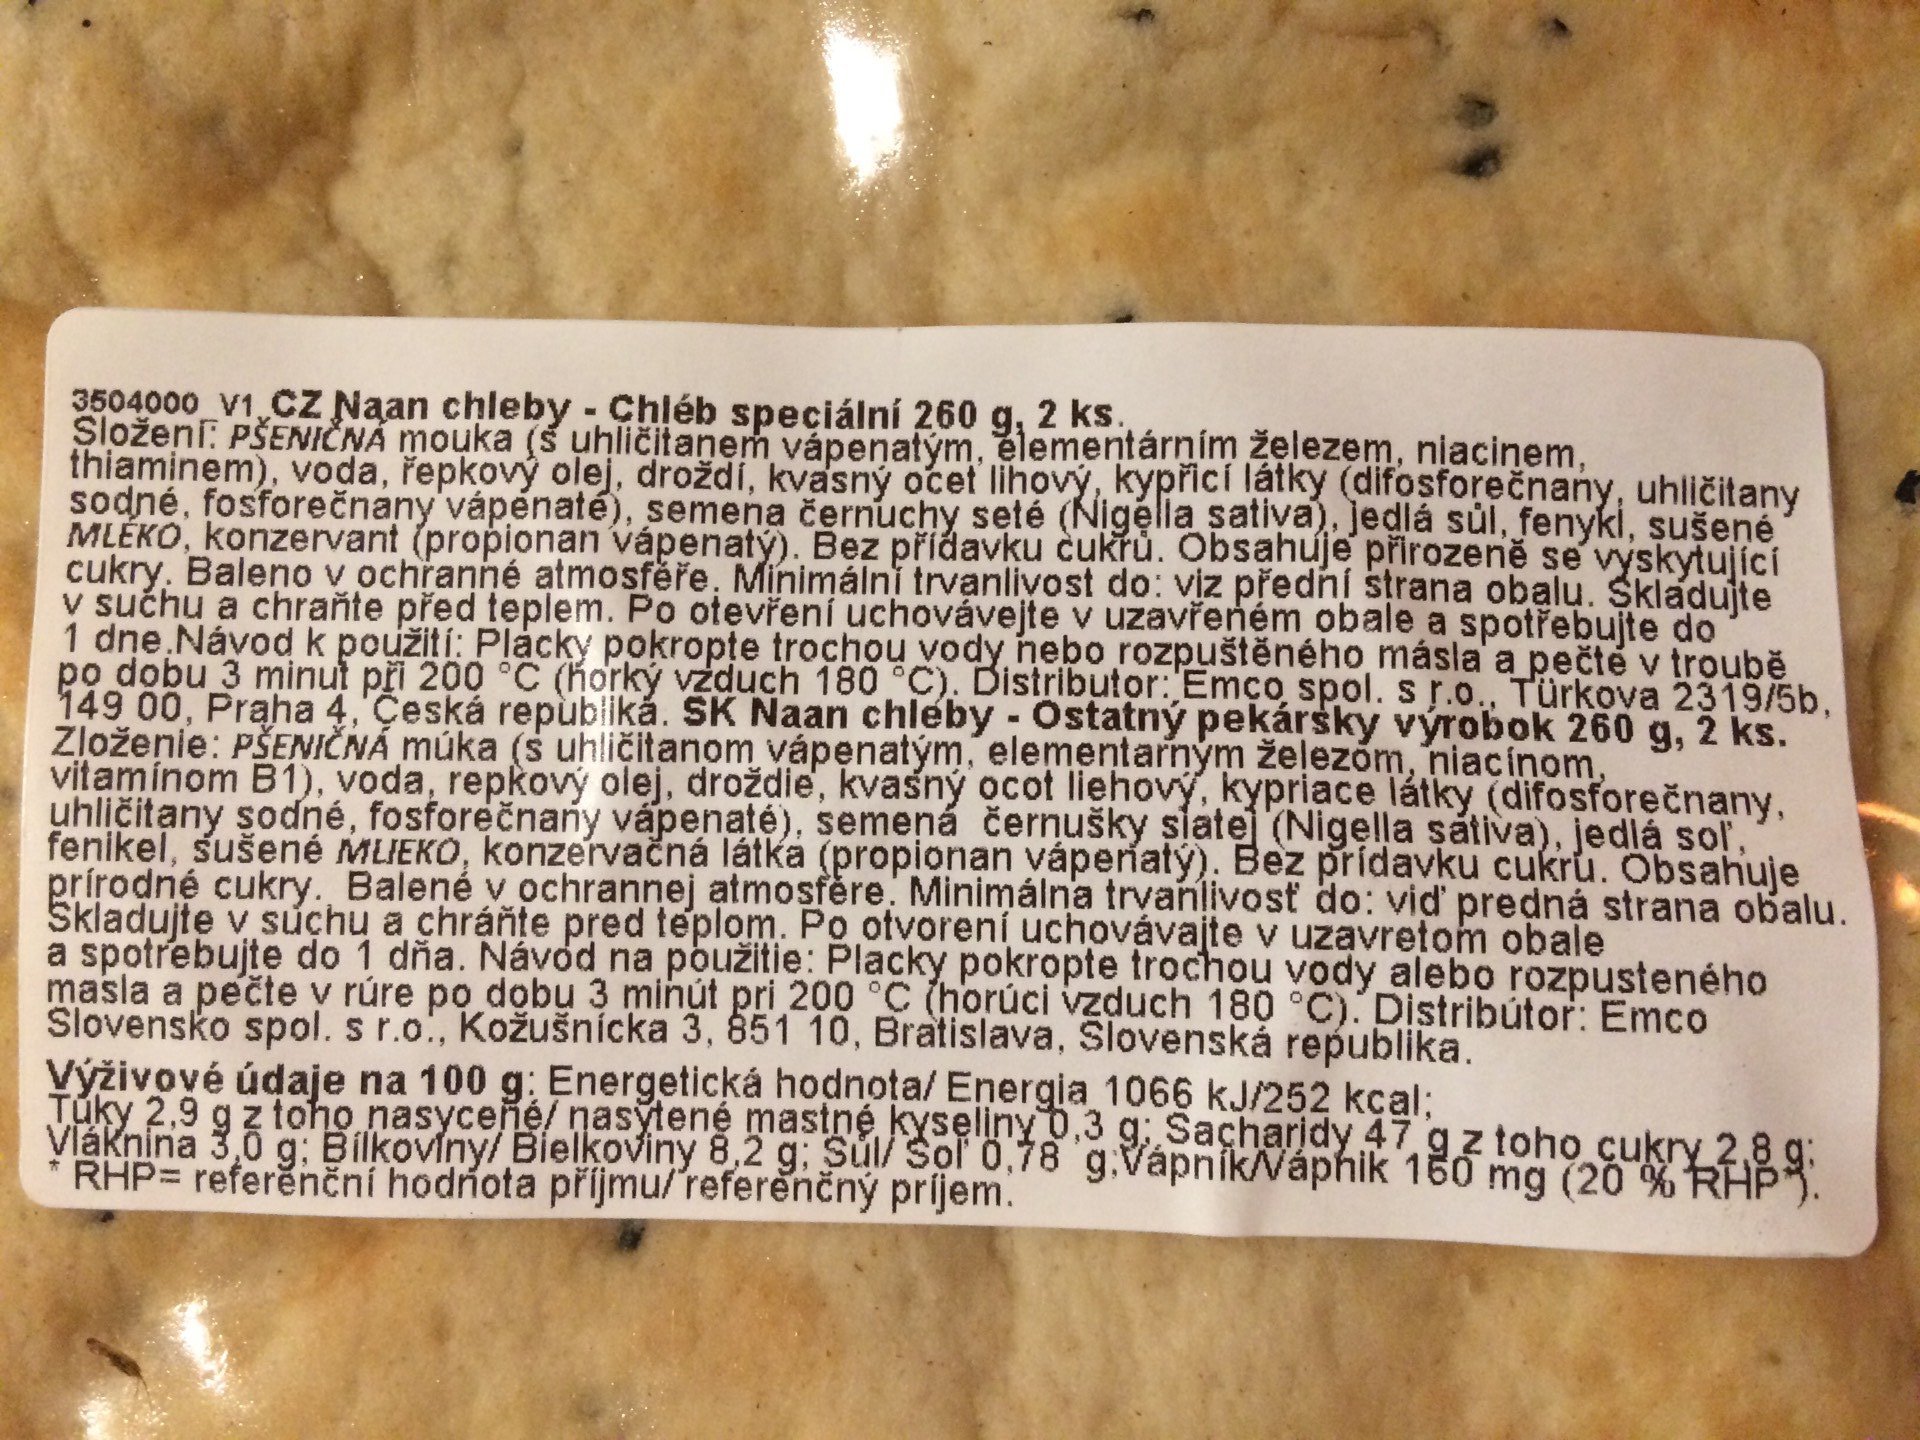 3504000_V1 CZ Naan chleby - Chléb speciální 260 g, 2 ks.
Složení: PŠENIČNÁ mouka (s uhličitanem vápenatým, elementárním železem, niacinem,
thiaminem), voda, řepkový olej, droždí, kvasný ocet lihový, kypřicí látky (difosforečnany, uhličitany
sodné, fosforečnany vápenaté), semena černuchy seté (Nigella sativa), jedlá sůl, fenykl, sušené
MLÉKO, konzervant (propionan vápenatý). Bez přídavku cukrů. Obsahuje přirozeně se vyskytující
cukry. Baleno v ochranné atmosféře. Minimální trvanlivost do: viz přední strana obalu. Skladujte
v suchu a chraňte před teplem. Po otevření uchovávejte v uzavřeném obale a spotřebujte do
1 dne.Návod k použití: Placky pokropte trochou vody nebo rozpuštěného másla a pečte v troubě
po dobu 3 minut při 200 °C (horký vzduch 180 °C). Distributor: Emco spol. s r.o., Türkova 2319/5b,
149 00, Praha 4, Česká republika. SK Naan chleby - Ostatný pekársky výrobok 260 g, 2 ks.
Zloženie: PŠENIČNÁ múka (s uhličitanom vápenatým, elementárnym železom, niacínom,
vitamínom B1), voda, repkový olej, droždie, kvasný ocot liehový, kypriace látky (difosforečnany,
uhličitany sodné, fosforečnany vápenaté), semená černušky siatej (Nigella sativa), jedlá soľ,
fenikel, sušené MLIEKO, konzervačná látka (propionan vápenatý). Bez prídavku cukru. Obsahuje
prírodné cukry. Balené v ochrannej atmosfére. Minimálna trvanlivosť do: viď predná strana obalu.
Skladujte v suchu a chráňte pred teplom. Po otvorení uchovávajte v uzavretom obale
a spotrebujte do 1 dňa. Návod na použitie: Placky pokropte trochou vody alebo rozpusteného
masla a pečte v rúre po dobu 3 minút pri 200 °C (horúci vzduch 180 °C). Distribútor: Emco
Slovensko spol. s r.o., Kožušnícka 3, 851 10, Bratislava, Slovenská republika.
Výživové údaje na 100 g: Energetická hodnota/ Energia 1066 kJ/252 kcal;
Tuky 2,9 g z toho nasycené/ nasýtené mastné kyseliny 0,3 g; Sacharidy 47 g z toho cukry 2,8 g;
Vláknina 3,0 g; Bílkoviny/ Bielkoviny 8,2 g; Sůl/ Soľ 0,78 g;Vápník/Vápnik 160 mg (20 % RHP*).
* RHP= referenční hodnota příjmu/ referenčný príjem.